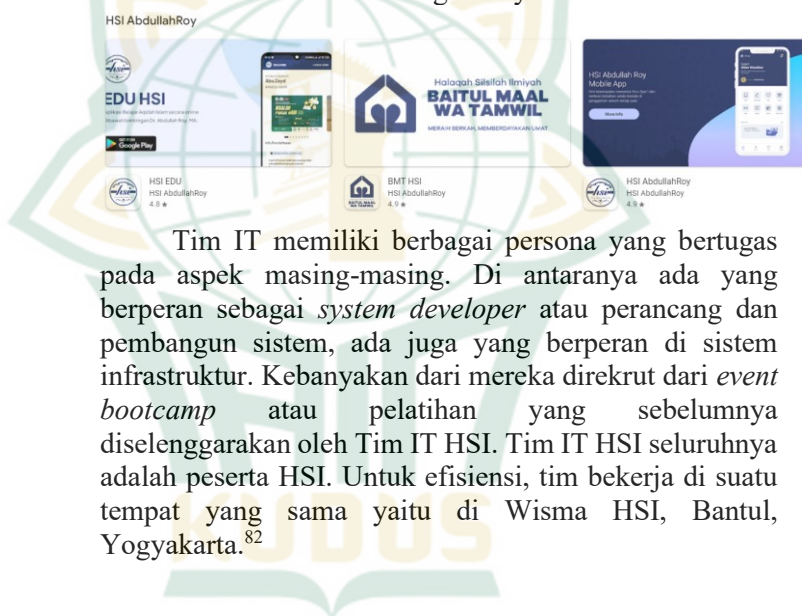 HSI AbdullahRoy
EDU HSI
GET IT ON
Google Play
Halaqah Silsilah Ilmiyah
BAITUL MAAL
WA TAMWIL
MERAIH BERKAH, MEMBERDAYAKAN UMAT
HSI Abdullah Roy
Mobile App
HSI EDU
HSI AbdullahRoy
4.8 ★
BMT HSI
HSI AbdullahRoy
4.9 ★
HSI AbdullahRoy
HSI AbdullahRoy
4.9 ★
Tim IT memiliki berbagai persona yang bertugas
pada aspek masing-masing. Di antaranya ada yang
berperan sebagai system developer atau perancang dan
pembangun sistem, ada juga yang berperan di sistem
infrastruktur. Kebanyakan dari mereka direkrut dari event
bootcamp atau pelatihan yang sebelumnya
diselenggarakan oleh Tim IT HSI. Tim IT HSI seluruhnya
adalah peserta HSI. Untuk efisiensi, tim bekerja di suatu
tempat yang sama yaitu di Wisma HSI, Bantul,
Yogyakarta.82
KUDUS